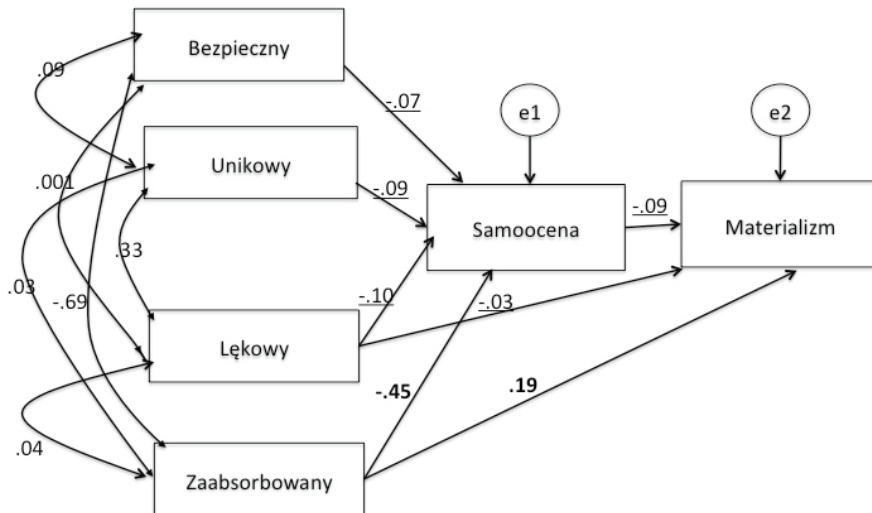 Bezpieczny
.09
-.07
e1
e2
Unikowy
.001
-.09
Samoocena
-.09
Materializm
.33
.03
-.69
-.10
-.03
Lękowy
-.45
.19
.04
Zaabsorbowany